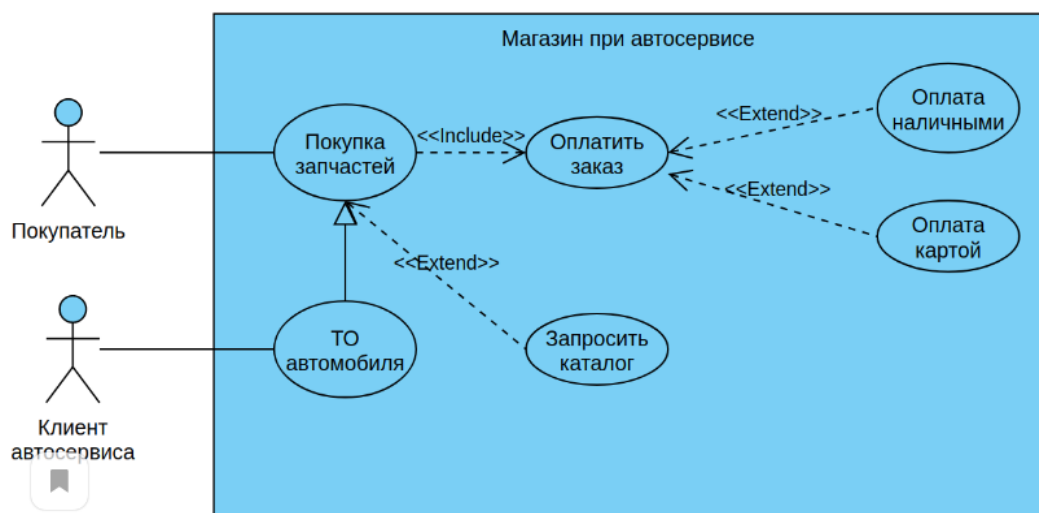 Магазин при автосервисе
Покупатель
Клиент
автосервиса
Покупка
запчастей
<<Include>>
Оплатить
заказ
<<Extend>>
Оплата
наличными
<<Extend>>
Оплата
картой
<<Extend>>
ТО
автомобиля
Запросить
каталог